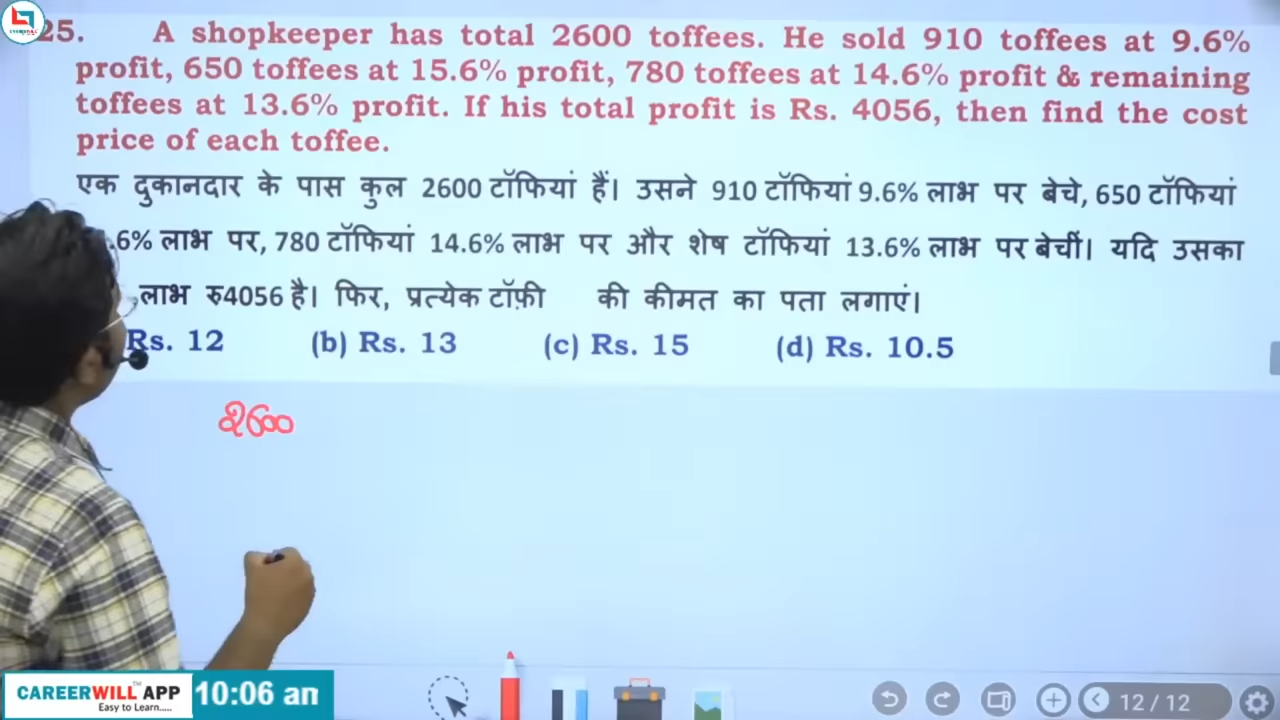 25. A shopkeeper has total 2600 toffees. He sold 910 toffees at 9.6%
profit, 650 toffees at 15.6% profit, 780 toffees at 14.6% profit & remaining
toffees at 13.6% profit. If his total profit is Rs. 4056, then find the cost
price of each toffee.
एक दुकानदार के पास कुल 2600 टॉफियां हैं। उसने 910 टॉफियां 9.6% लाभ पर बेचे, 650 टॉफियां
.6% लाभ पर, 780 टॉफियां 14.6% लाभ पर और शेष टॉफियां 13.6% लाभ पर बेचीं। यदि उसका
लाभ रु4056 है। फिर, प्रत्येक टॉफ़ी की कीमत का पता लगाएं।
Rs. 12 (b) Rs. 13 (c) Rs. 15 (d) Rs. 10.5
2600
CAREERWILL APP
Easy to Learn.....
10:06 an
12 / 12